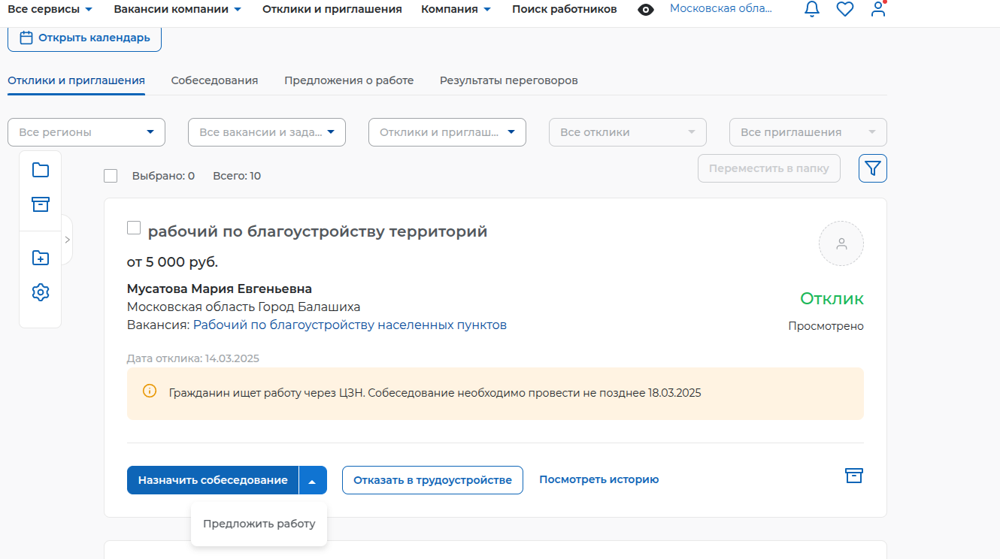 Все сервисы Вакансии компании Отклики и приглашения Компания Поиск работников Московская обла...
Открыть календарь
Отклики и приглашения Собеседования Предложения о работе Результаты переговоров
Все регионы Все вакансии и зада... Отклики и приглаш... Все отклики Все приглашения
Выбрано: 0 Всего: 10 Переместить в папку
рабочий по благоустройству территорий
от 5 000 руб.
Мусатова Мария Евгеньевна
Московская область Город Балашиха
Вакансия: Рабочий по благоустройству населенных пунктов
Отклик
Просмотрено
Дата отклика: 14.03.2025
Гражданин ищет работу через ЦЗН. Собеседование необходимо провести не позднее 18.03.2025
Назначить собеседование Отказать в трудоустройстве Посмотреть историю
Предложить работу